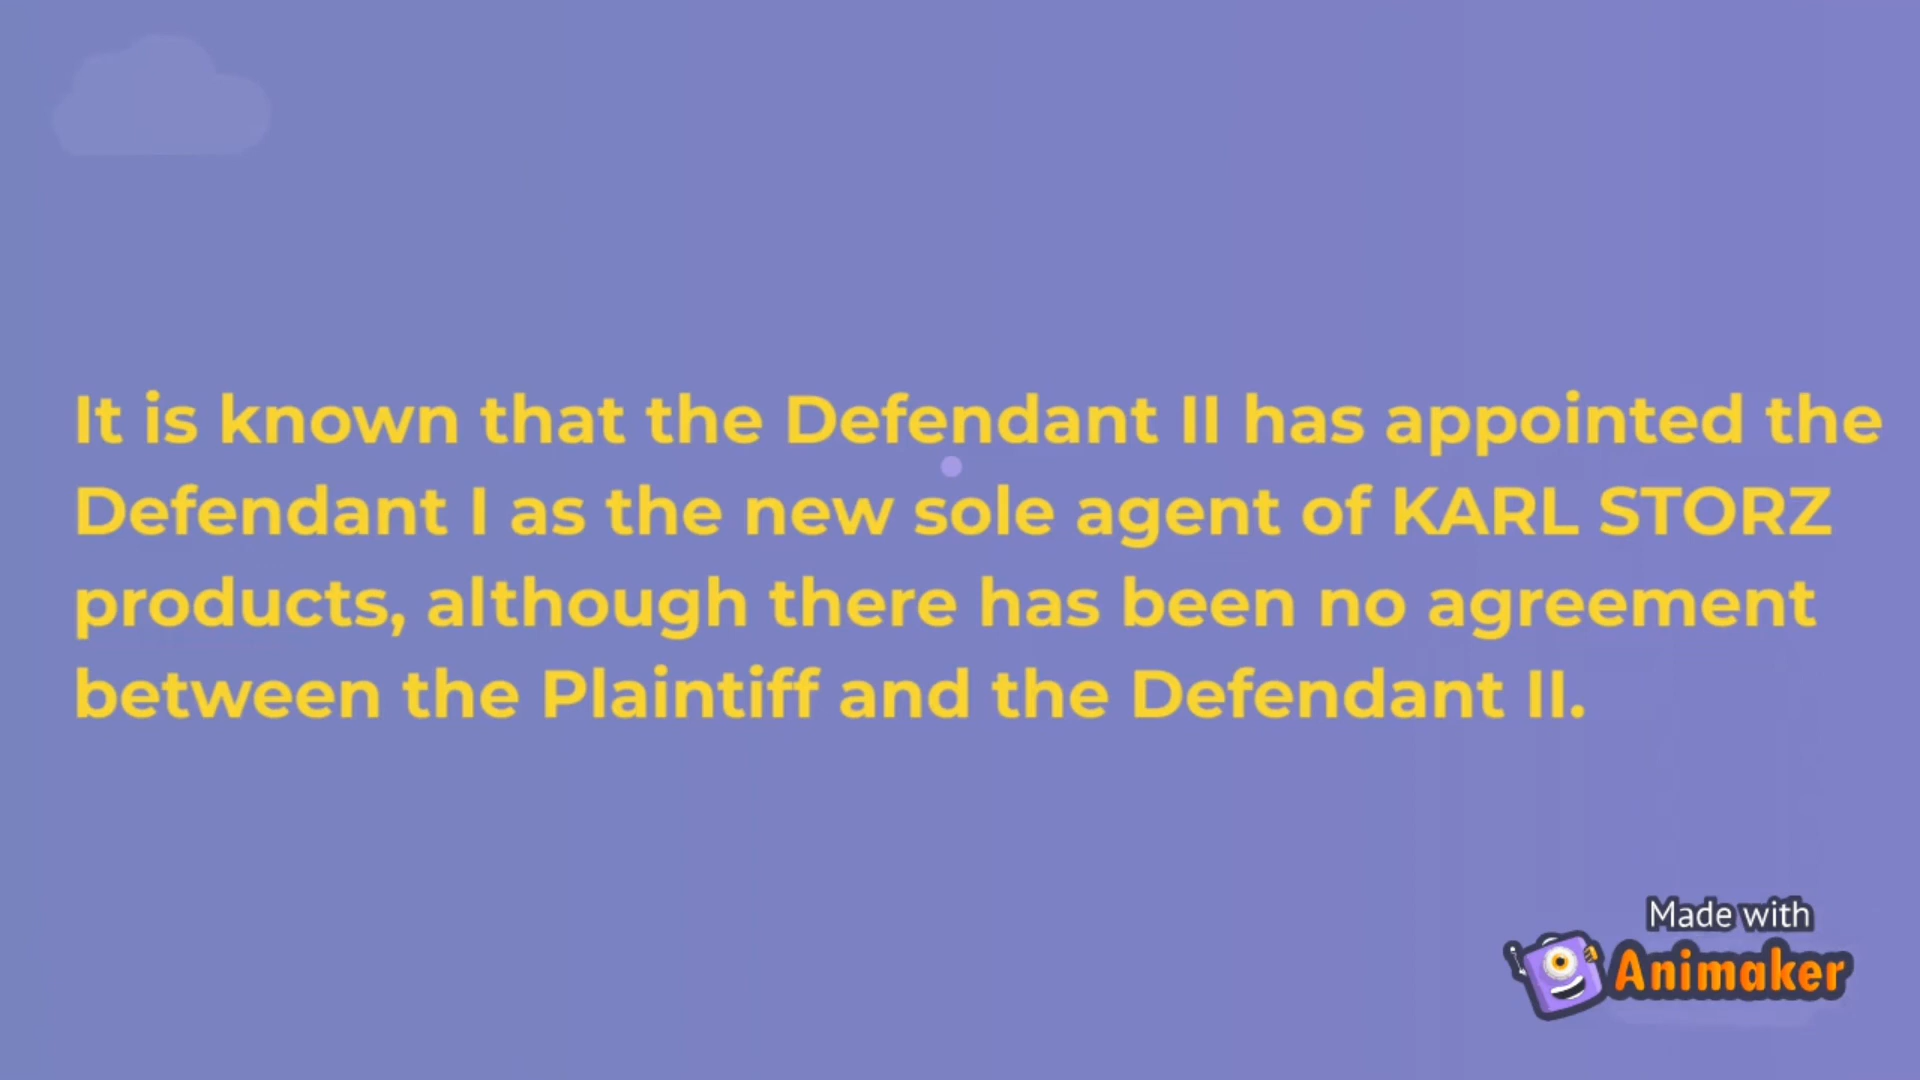 It is known that the Defendant II has appointed the
Defendant I as the new sole agent of KARL STORZ
products, although there has been no agreement
between the Plaintiff and the Defendant II.
Made with
Animaker